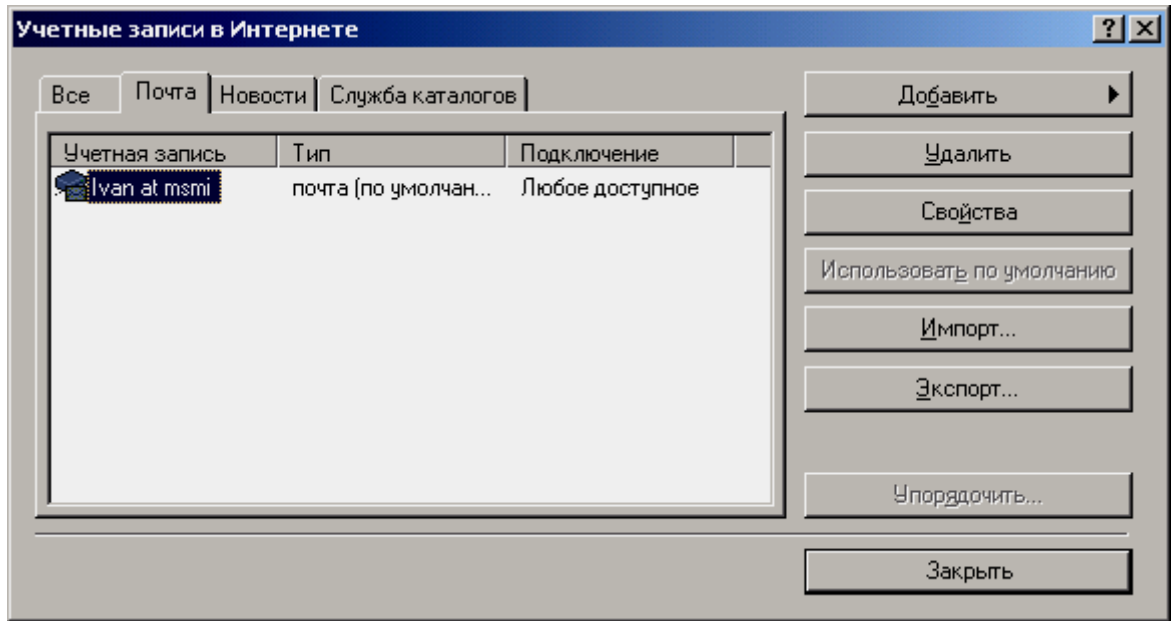 Учетные записи в Интернете
Все Почта Новости Служба каталогов
Учетная запись Тип Подключение
Ivan at msmi почта (по умолчан... Любое доступное
Добавить
Удалить
Свойства
Использовать по умолчанию
Импорт...
Экспорт...
Упорядочить...
Закрыть